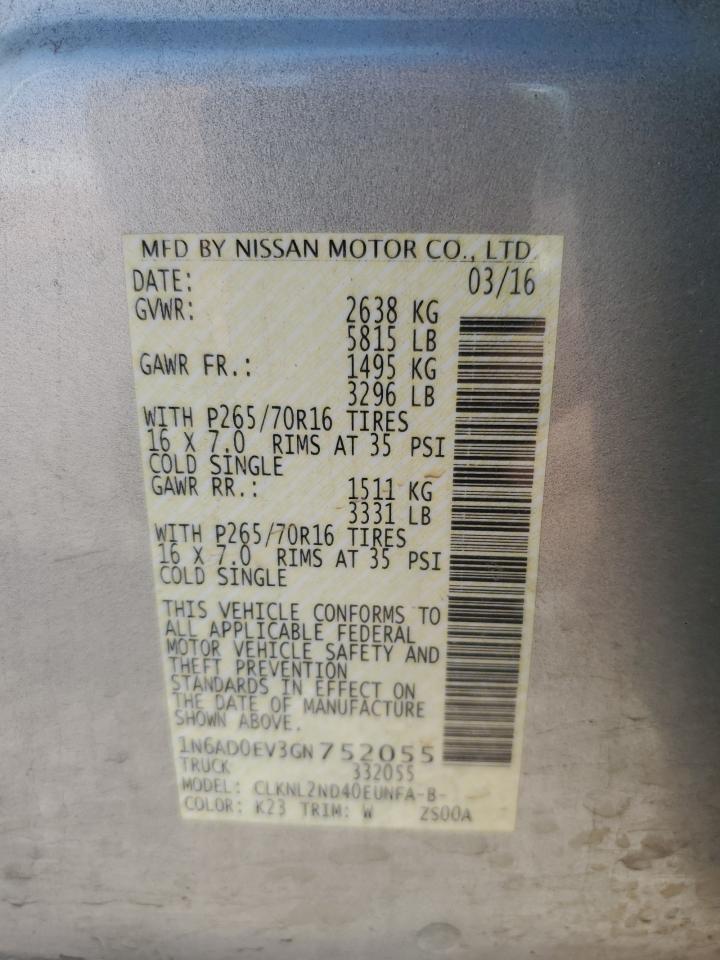 MFD BY NISSAN MOTOR CO., LTD.
DATE: 03/16
GVWR: 2638 KG
5815 LB
GAWR FR.: 1495 KG
3296 LB
WITH P265/70R16 TIRES
16 X 7.0 RIMS AT 35 PSI
COLD SINGLE
GAWR RR.: 1511 KG
3331 LB
WITH P265/70R16 TIRES
16 X 7.0 RIMS AT 35 PSI
COLD SINGLE
THIS VEHICLE CONFORMS TO
ALL APPLICABLE FEDERAL
MOTOR VEHICLE SAFETY AND
THEFT PREVENTION
STANDARDS IN EFFECT ON
THE DATE OF MANUFACTURE
SHOWN ABOVE.
1N6AD0EV3GN752055
TRUCK 332055
MODEL: CLKNL2ND40EUNFA-B-
COLOR: K23 TRIM: W ZS00A